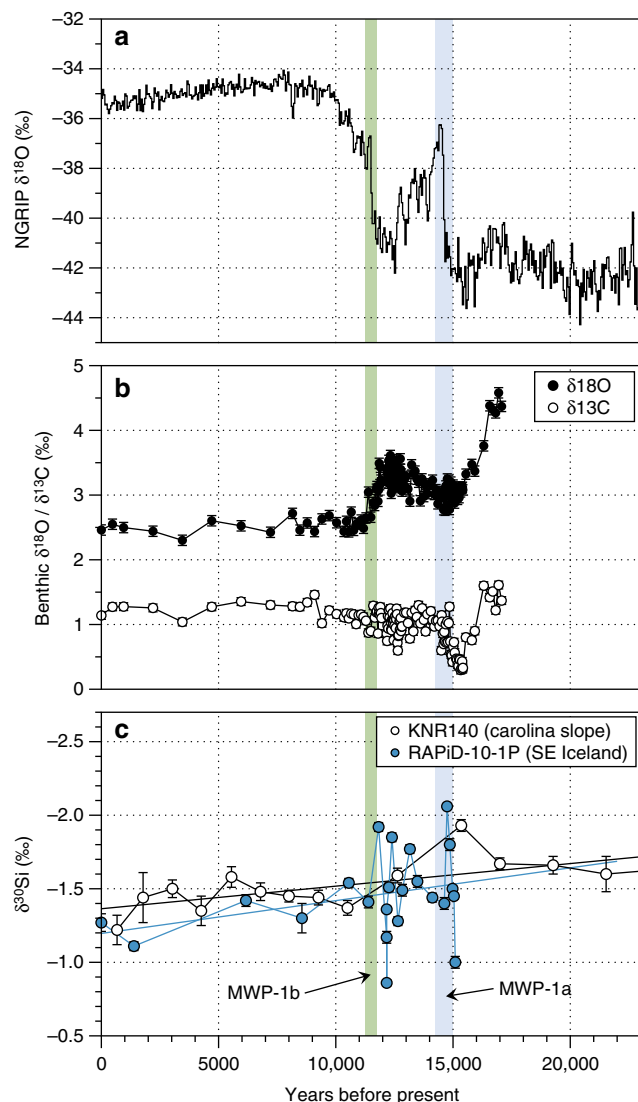 a
−32
−34
−36
−38
−40
−42
−44
NGRIP δ18O (‰)
b
5
4
3
2
1
0
Benthic δ18O / δ13C (‰)
δ18O
δ13C
c
−2.5
−2.0
−1.5
−1.0
−0.5
δ30Si (‰)
KNR140 (carolina slope)
RAPiD-10-1P (SE Iceland)
MWP-1b
MWP-1a
0
5000
10,000
15,000
20,000
Years before present